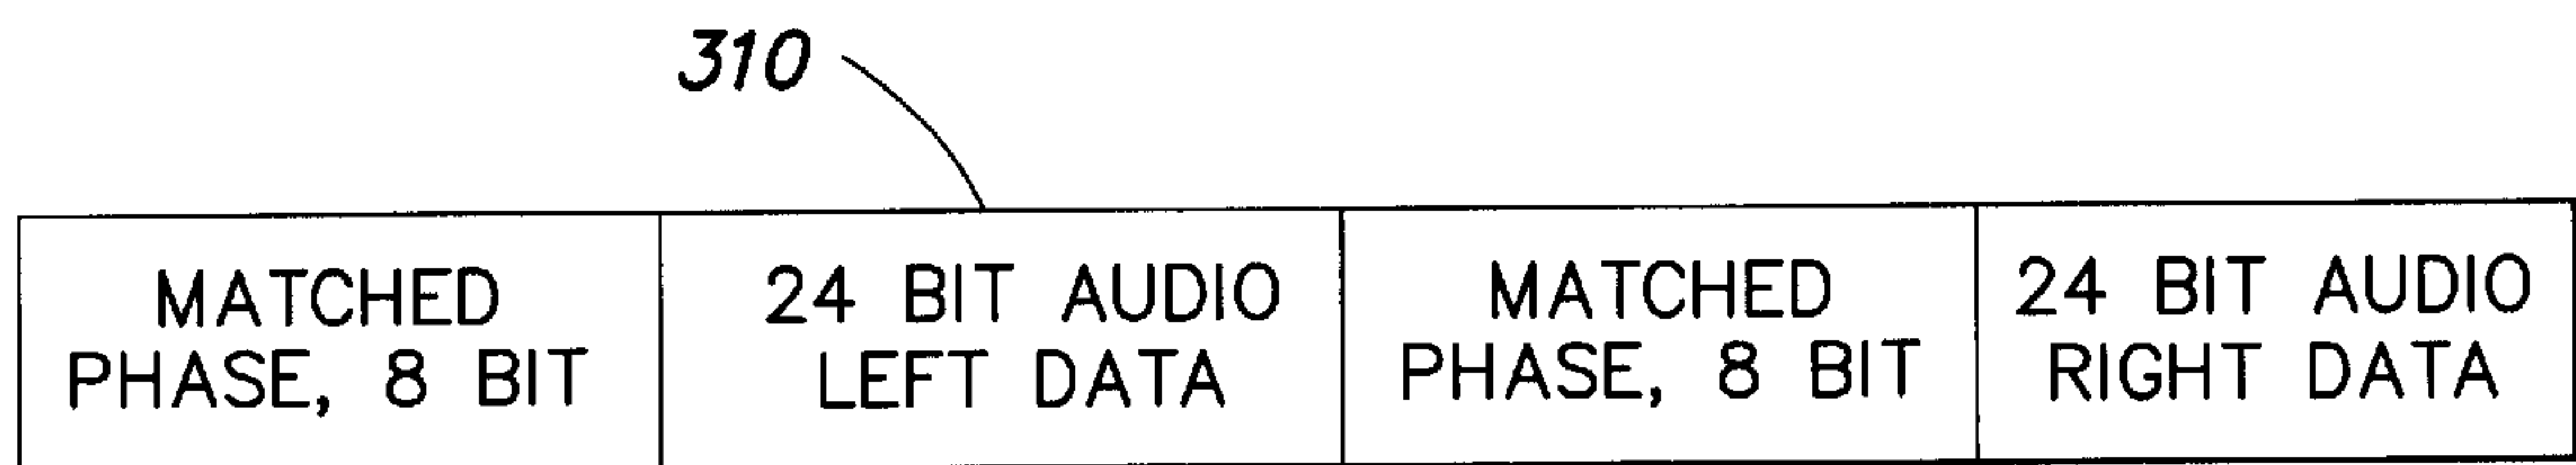 310
MATCHED
PHASE, 8 BIT
24 BIT AUDIO
LEFT DATA
MATCHED
PHASE, 8 BIT
24 BIT AUDIO
RIGHT DATA